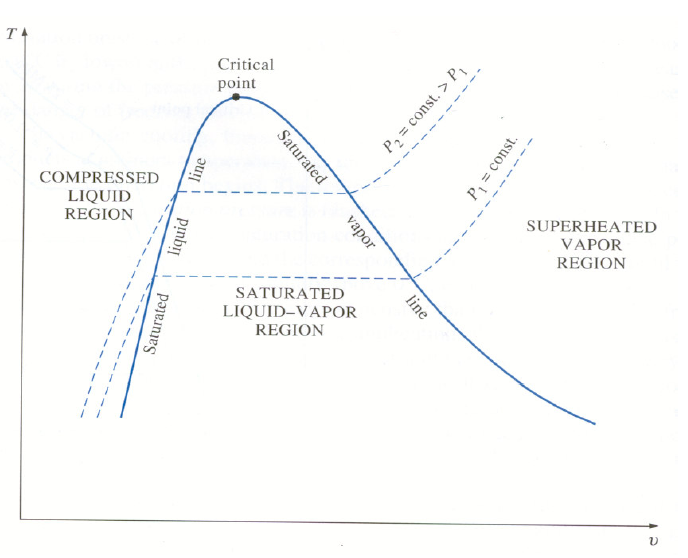 T
Critical
point
P₂ = const. > P₁
P₁ = const.
Saturated
vapor
line
line
liquid
Saturated
COMPRESSED
LIQUID
REGION
SUPERHEATED
VAPOR
REGION
SATURATED
LIQUID–VAPOR
REGION
υ